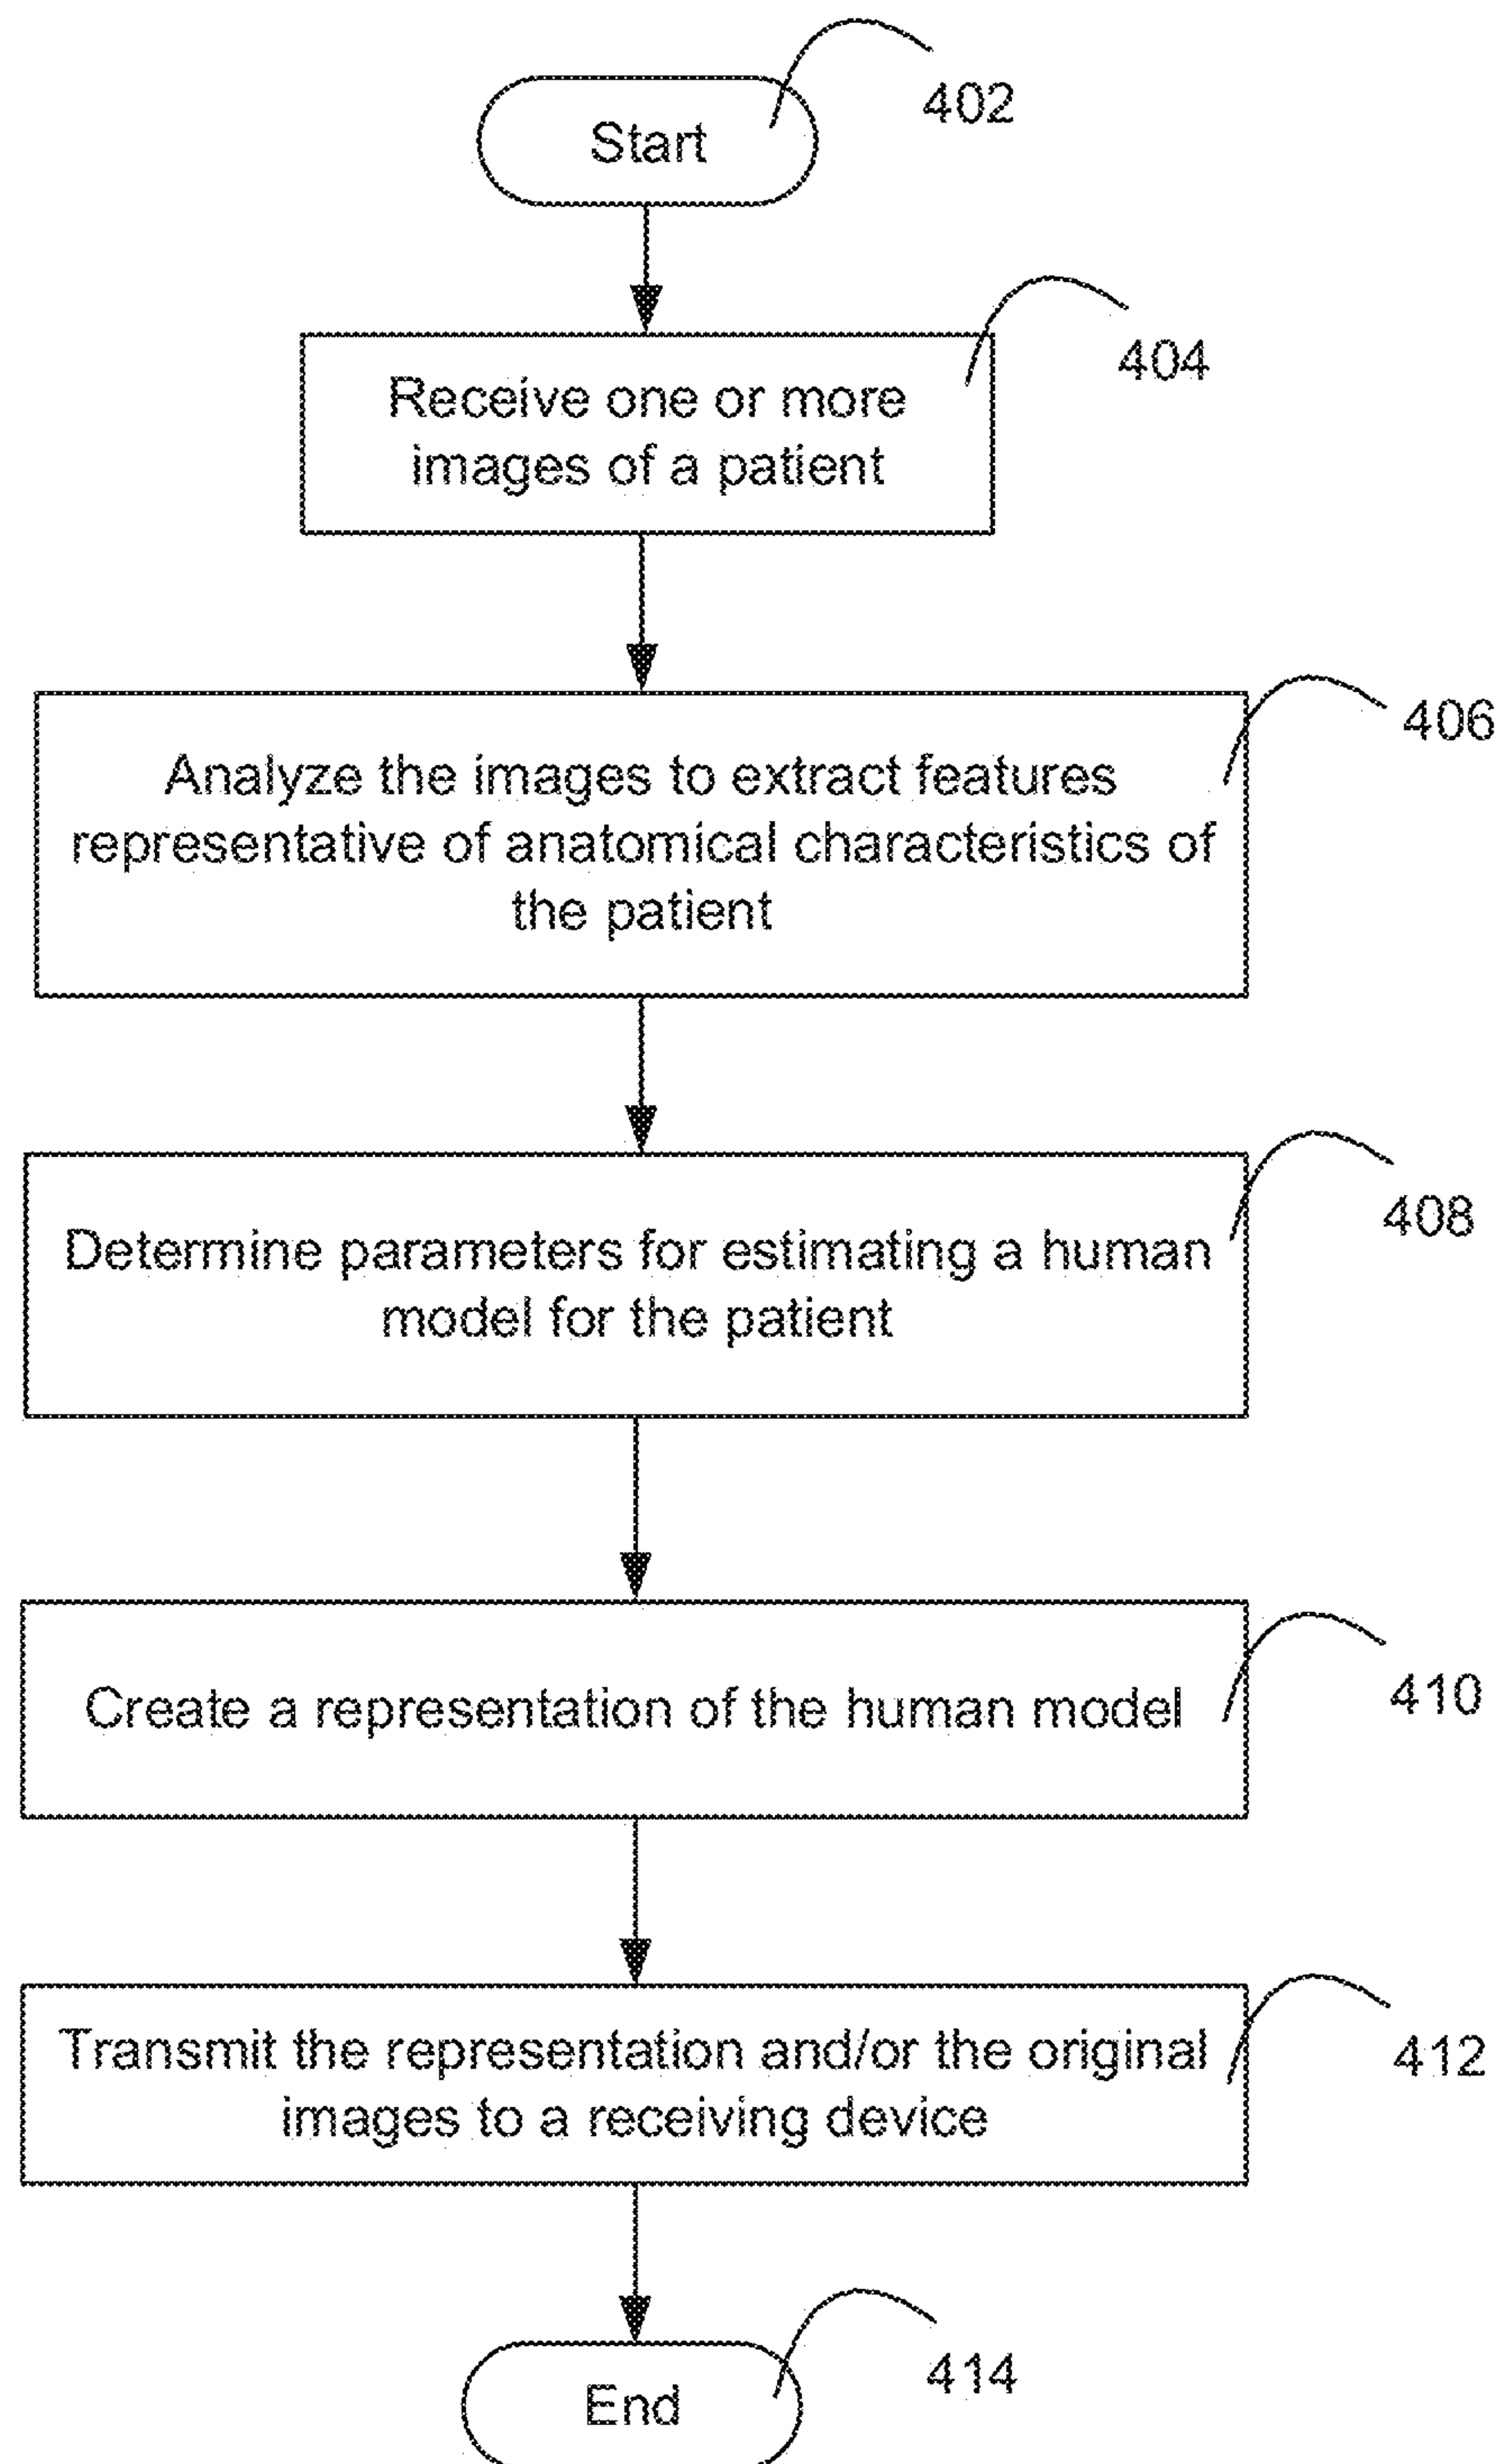 402
Start
404
Receive one or more
images of a patient
406
Analyze the images to extract features
representative of anatomical characteristics of
the patient
408
Determine parameters for estimating a human
model for the patient
410
Create a representation of the human model
412
Transmit the representation and/or the original
images to a receiving device
414
End